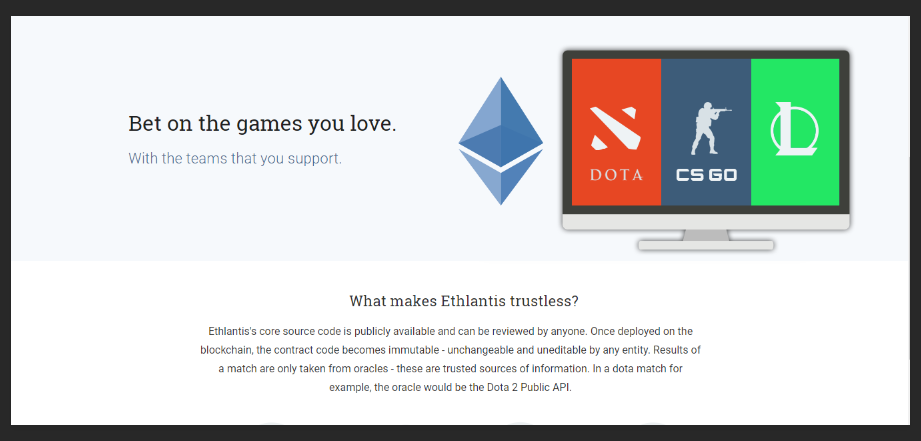 Bet on the games you love.
With the teams that you support.
DOTA
CS GO
L
What makes Ethlantis trustless?
Ethlantis's core source code is publicly available and can be reviewed by anyone. Once deployed on the
blockchain, the contract code becomes immutable - unchangeable and uneditable by any entity. Results of
a match are only taken from oracles - these are trusted sources of information. In a dota match for
example, the oracle would be the Dota 2 Public API.